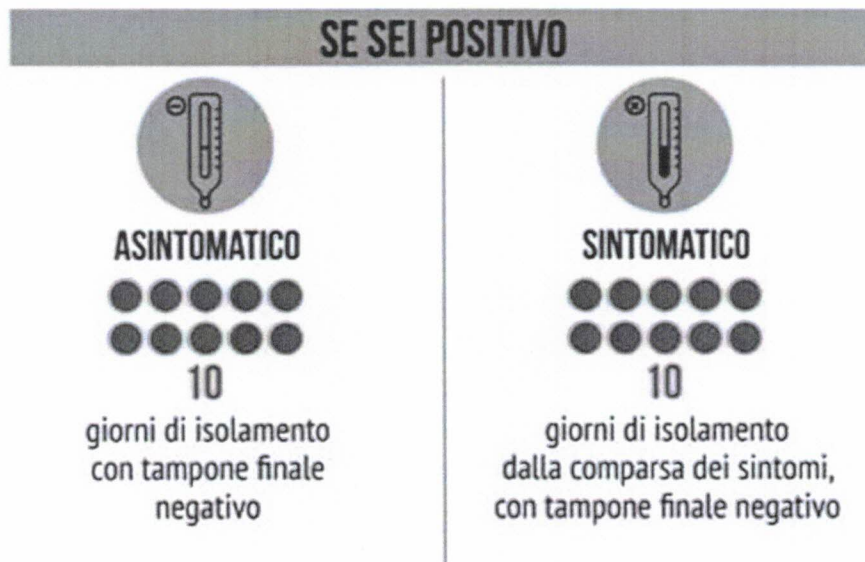 SE SEI POSITIVO
ASINTOMATICO
10
giorni di isolamento
con tampone finale
negativo
SINTOMATICO
10
giorni di isolamento
dalla comparsa dei sintomi,
con tampone finale negativo